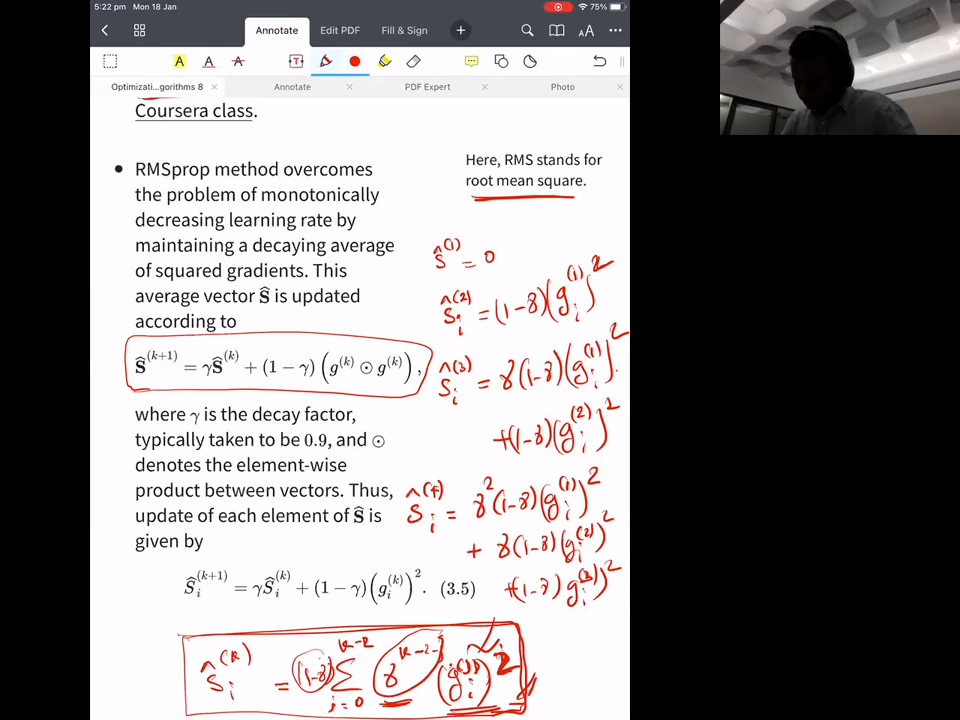 5:22 pm Mon 18 Jan
75%
Annotate Edit PDF Fill & Sign
AA
A A A T
Optimizati...gorithms 8 × Annotate × PDF Expert × Photo ×
Coursera class.
• RMSprop method overcomes
the problem of monotonically
decreasing learning rate by
maintaining a decaying average
of squared gradients. This
average vector Ŝ is updated
according to
Ŝ^(k+1) = γŜ^(k) + (1 − γ) (g^(k) ⊙ g^(k)),
where γ is the decay factor,
typically taken to be 0.9, and ⊙
denotes the element-wise
product between vectors. Thus,
update of each element of Ŝ is
given by
Ŝ_i^(k+1) = γŜ_i^(k) + (1 − γ) (g_i^(k))^2. (3.5)
Here, RMS stands for
root mean square.
Ŝ^(1) = 0
Ŝ_i^(2) = (1-γ)(g_i^(1))^2
Ŝ_i^(3) = γ(1-γ)(g_i^(1))^2
+(1-γ)(g_i^(2))^2
Ŝ_i^(4) = γ^2(1-γ)(g_i^(1))^2
+ γ(1-γ)(g_i^(2))^2
+(1-γ)g_i^(3))^2
Ŝ_i^(k) = (1-γ) Σ